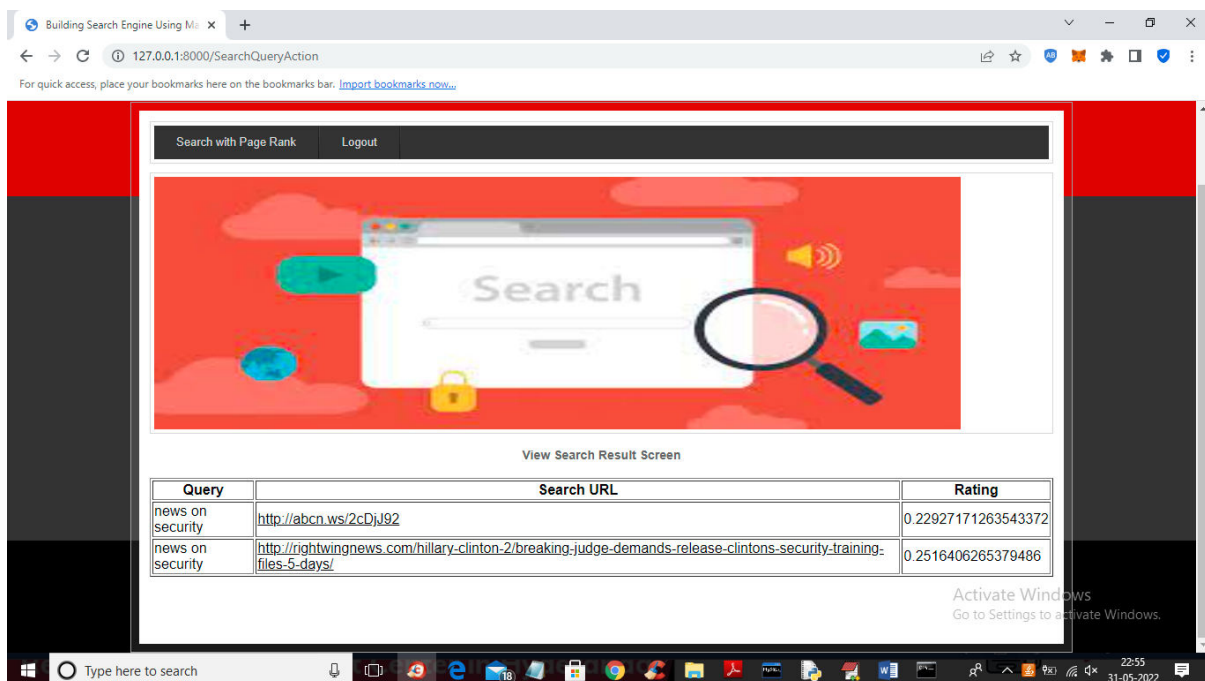 Building Search Engine Using Ma
127.0.0.1:8000/SearchQueryAction
For quick access, place your bookmarks here on the bookmarks bar. Import bookmarks now...
Search with Page Rank
Logout
Search
View Search Result Screen
Query Search URL Rating
news on
security
http://abcn.ws/2cDjJ92
0.22927171263543372
news on
security
http://rightwingnews.com/hillary-clinton-2/breaking-judge-demands-release-clintons-security-training-
files-5-days/
0.2516406265379486
Activate Windows
Go to Settings to activate Windows.
Type here to search
18
22:55
31-05-2022